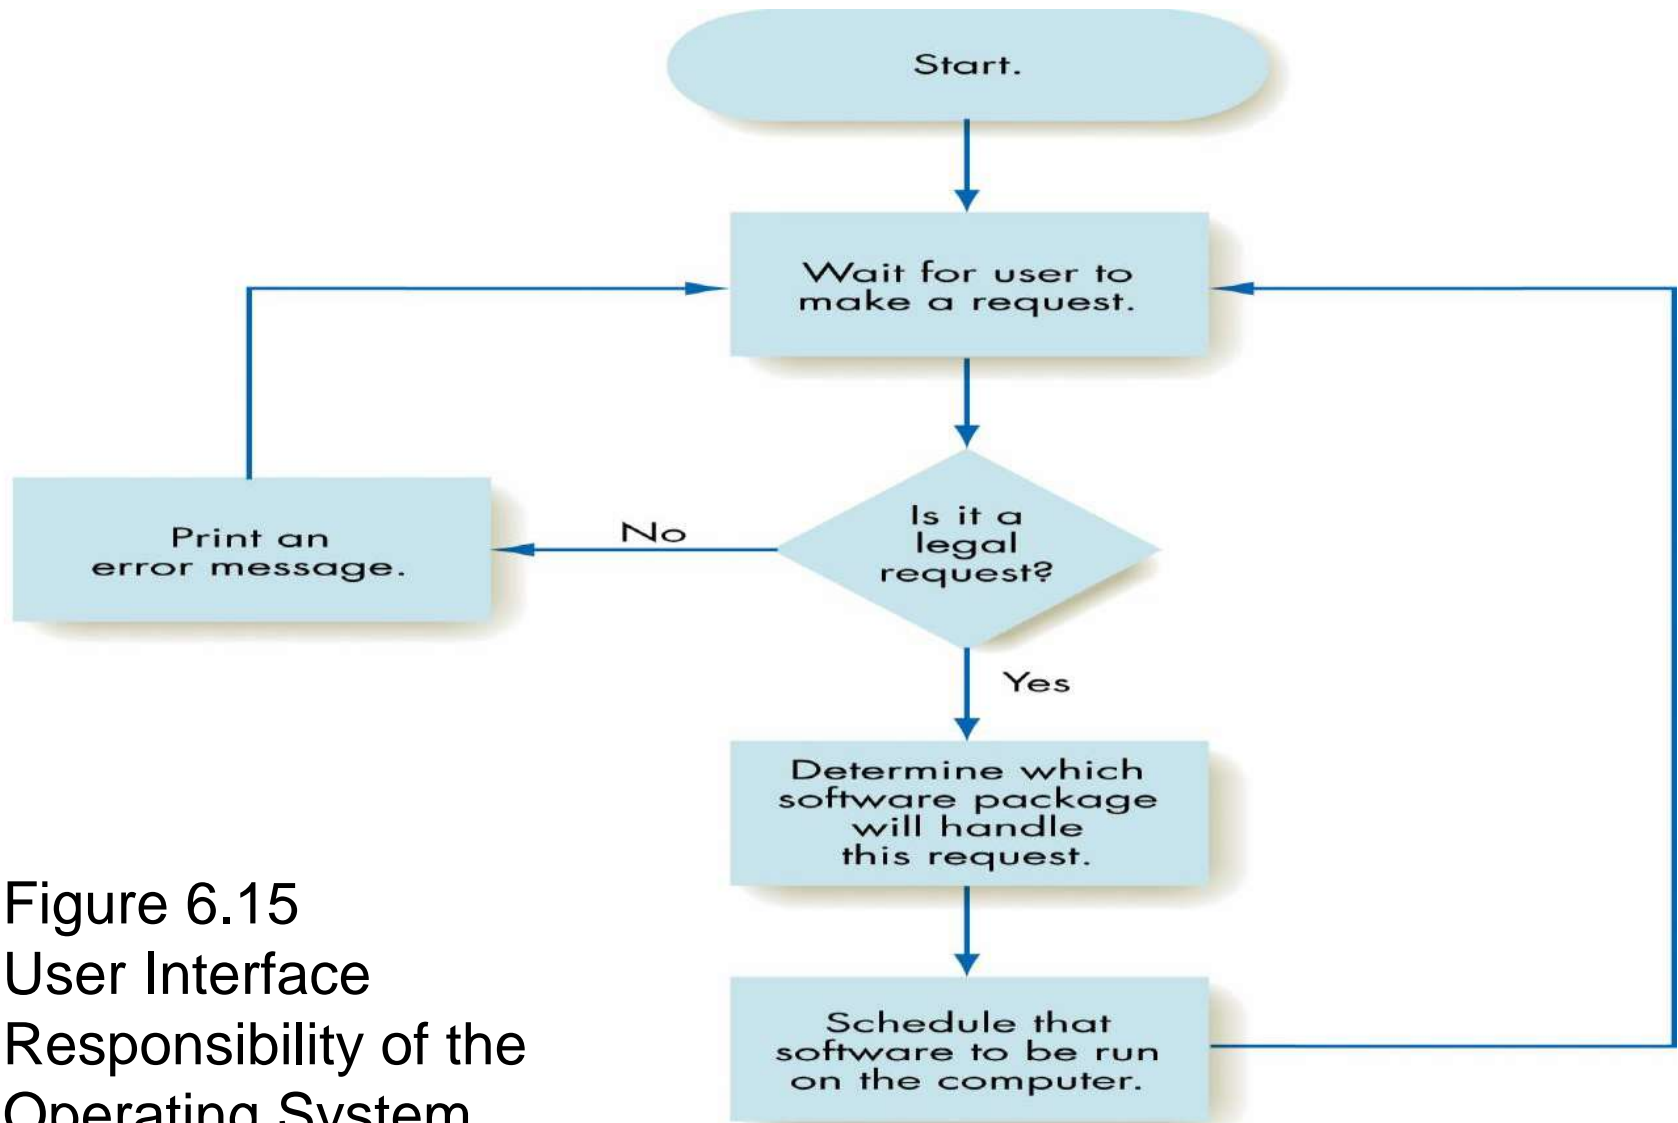 Start.
Wait for user to
make a request.
Is it a
legal
request?
No
Print an
error message.
Yes
Determine which
software package
will handle
this request.
Schedule that
software to be run
on the computer.
Figure 6.15
User Interface
Responsibility of the
Operating System